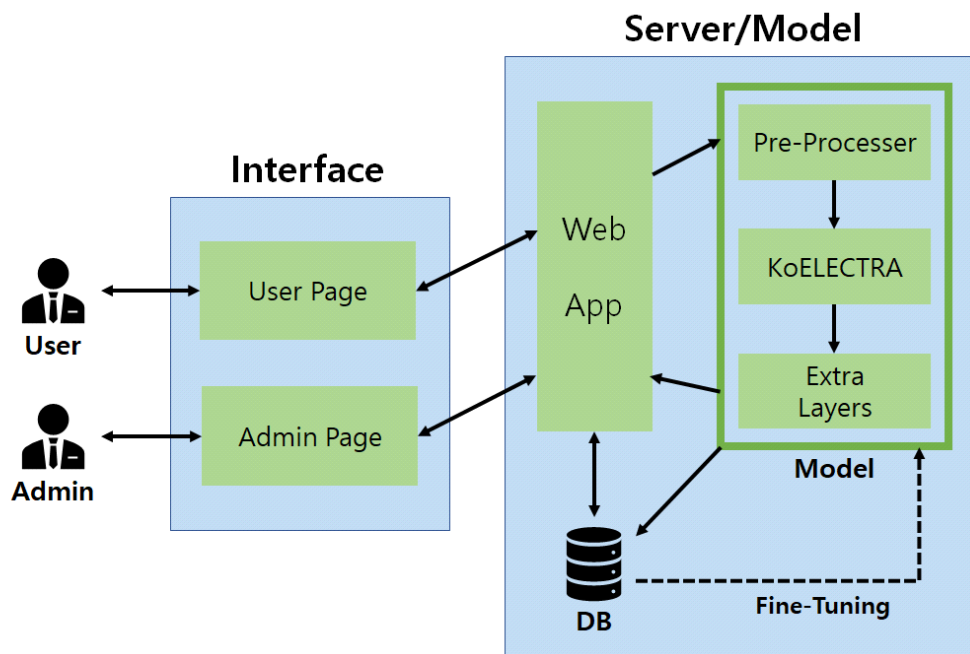 Server/Model
Interface
Pre-Processer
Web
App
KoELECTRA
User Page
User
Extra
Layers
Admin Page
Model
Admin
Fine-Tuning
DB